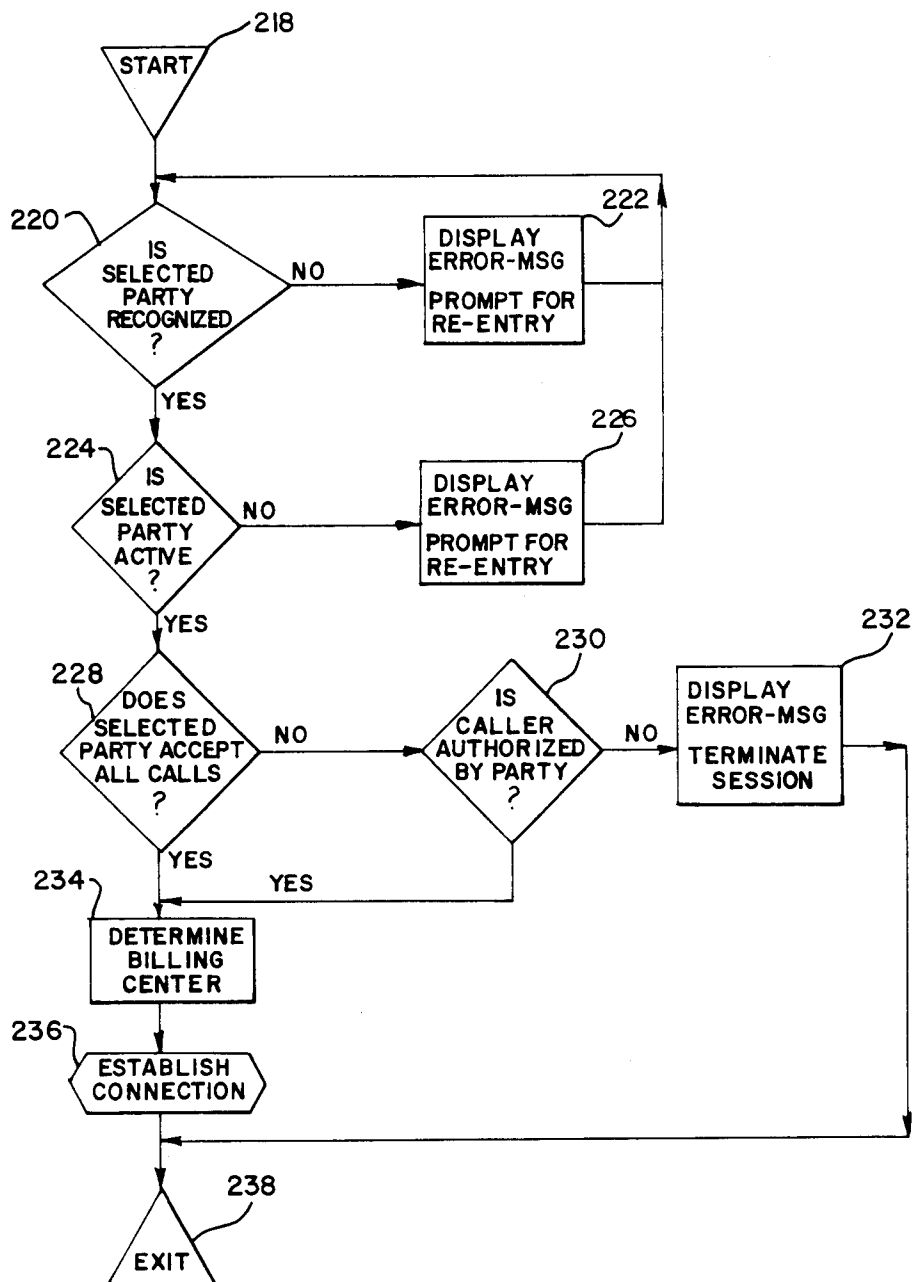 218
START
220
IS
SELECTED
PARTY
RECOGNIZED
?
NO
222
DISPLAY
ERROR-MSG
PROMPT FOR
RE-ENTRY
YES
224
IS
SELECTED
PARTY
ACTIVE
?
NO
226
DISPLAY
ERROR-MSG
PROMPT FOR
RE-ENTRY
YES
228
DOES
SELECTED
PARTY ACCEPT
ALL CALLS
?
NO
230
IS
CALLER
AUTHORIZED
BY PARTY
?
NO
232
DISPLAY
ERROR-MSG
TERMINATE
SESSION
YES
YES
234
DETERMINE
BILLING
CENTER
236
ESTABLISH
CONNECTION
238
EXIT